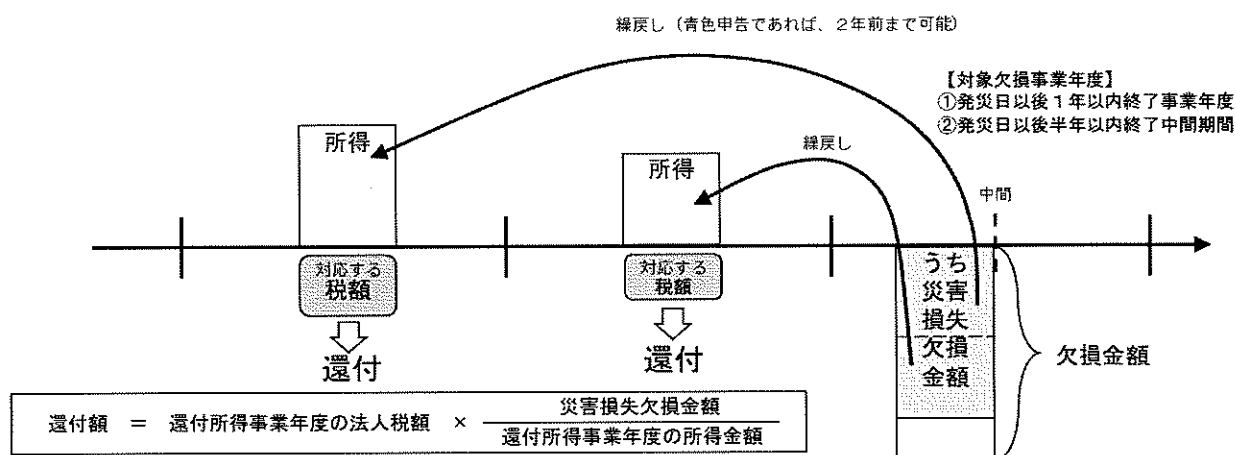 繰戻し（青色申告であれば、２年前まで可能）
【対象欠損事業年度】
①発災日以後１年以内終了事業年度
②発災日以後半年以内終了中間期間
所得
繰戻し
所得
中間
対応する
税額
還付
対応する
税額
還付
うち
災害
損失
欠損
金額
欠損金額
還付額 ＝ 還付所得事業年度の法人税額 × 災害損失欠損金額
還付所得事業年度の所得金額